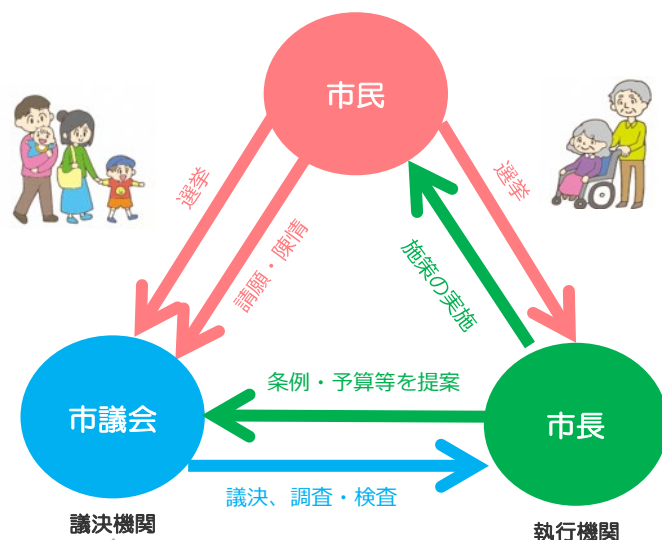 市民
選挙
選挙
請願・陳情
施策の実施
条例・予算等を提案
市議会
市長
議決、調査・検査
議決機関
執行機関